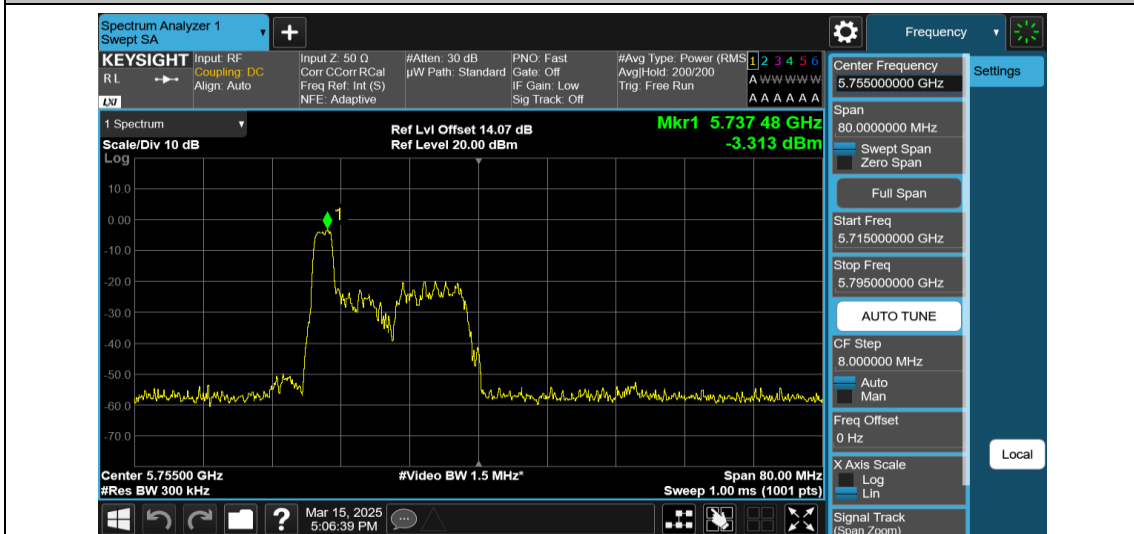 Spectrum Analyzer 1
Swept SA
+
Frequency
KEYSIGHT
R L
LXI
Input: RF
Coupling: DC
Align: Auto
Input Z: 50 Ω
Corr CCorr RCal
Freq Ref: Int (S)
NFE: Adaptive
#Atten: 30 dB
µW Path: Standard
PNO: Fast
Gate: Off
IF Gain: Low
Sig Track: Off
#Avg Type: Power (RMS
Avg|Hold: 200/200
Trig: Free Run
1 2 3 4 5 6
A W W W W W
A A A A A A
1 Spectrum
Scale/Div 10 dB
Log
Ref Lvl Offset 14.07 dB
Ref Level 20.00 dBm
Mkr1 5.737 48 GHz
-3.313 dBm
10.0
0.00
-10.0
-20.0
-30.0
-40.0
-50.0
-60.0
-70.0
1
Center 5.75500 GHz
#Res BW 300 kHz
#Video BW 1.5 MHz*
Span 80.00 MHz
Sweep 1.00 ms (1001 pts)
Center Frequency
5.755000000 GHz
Span
80.0000000 MHz
Swept Span
Zero Span
Full Span
Start Freq
5.715000000 GHz
Stop Freq
5.795000000 GHz
AUTO TUNE
CF Step
8.000000 MHz
Auto
Man
Freq Offset
0 Hz
X Axis Scale
Log
Lin
Signal Track
(Span Zoom)
Settings
Local
?
Mar 15, 2025
5:06:39 PM